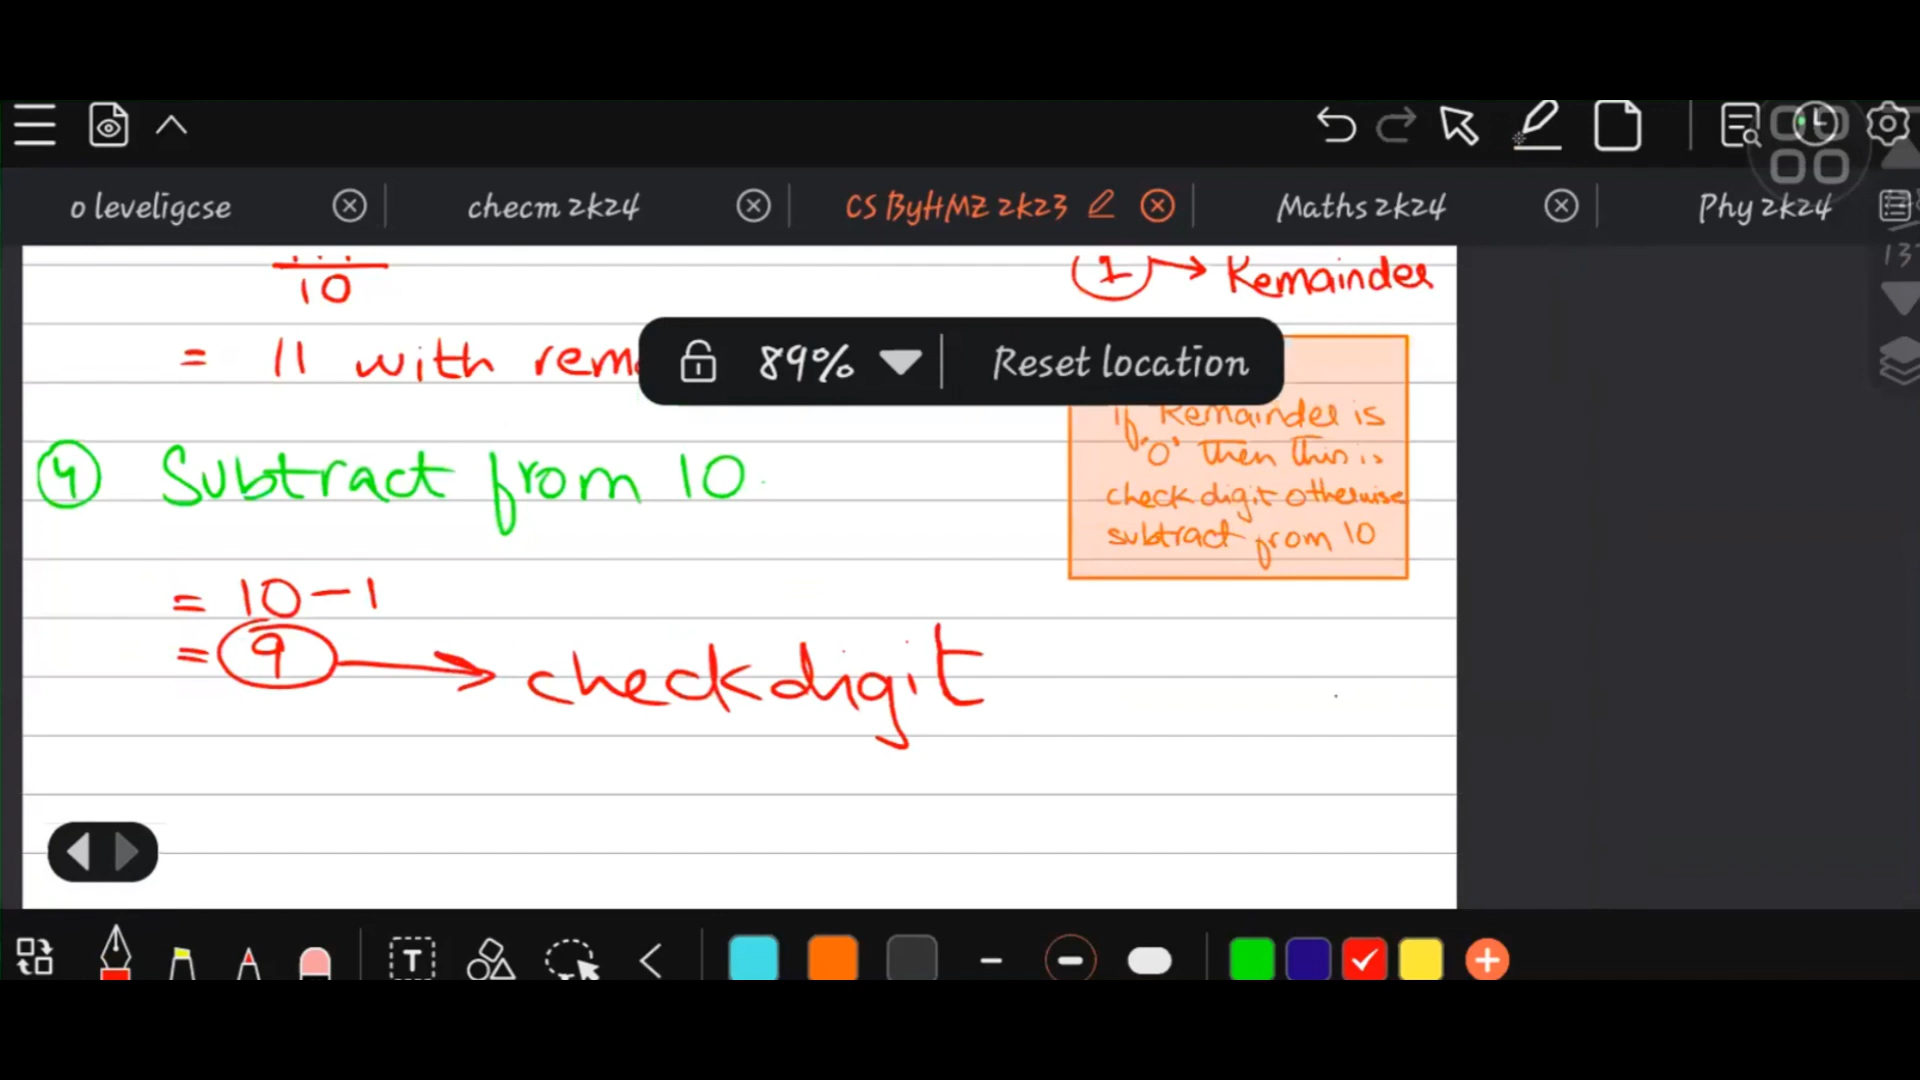 o leveligcse
checm 2k24
CS ByHMZ 2k23
Maths 2k24
Phy 2k24
10
1 → Remainder
= 11 with rem
89%
Reset location
If Remainder is
"0" then this is
check digit otherwise
subtract from 10
4 Subtract from 10
= 10-1
= 9 → checkdigit
T